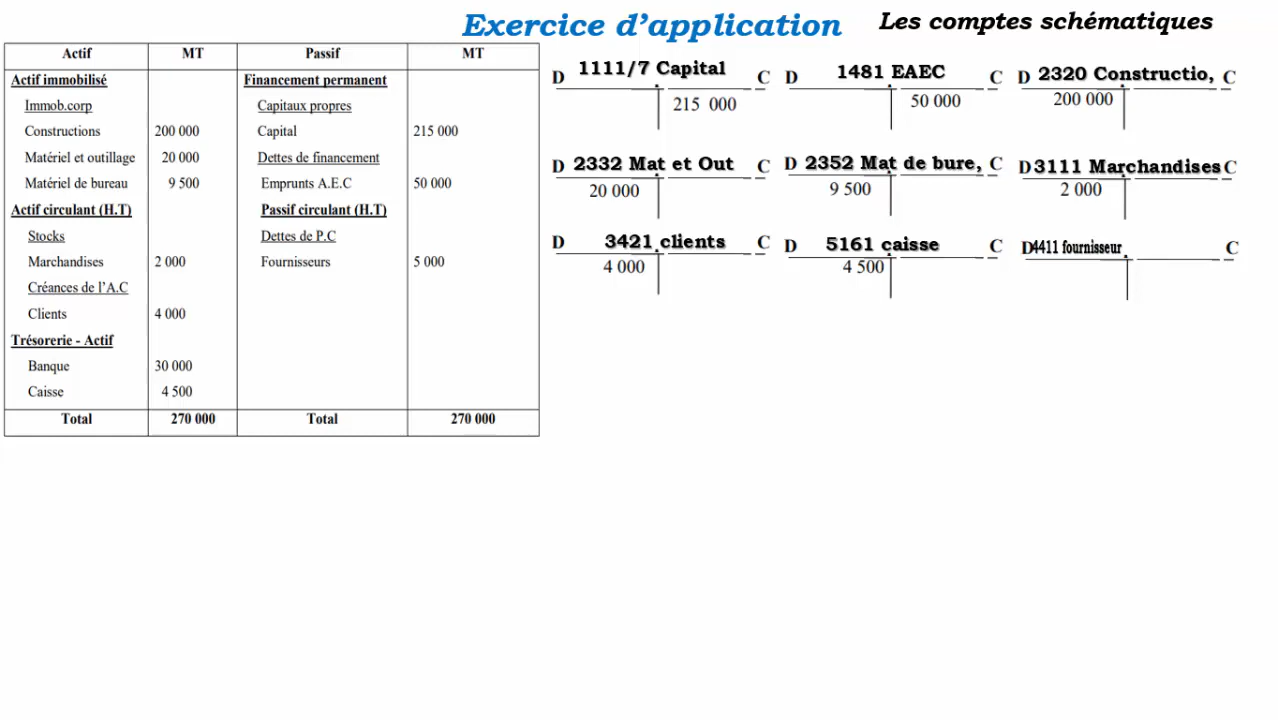 Exercice d’application
Les comptes schématiques
Actif MT Passif MT
Actif immobilisé Financement permanent
Immob.corp Capitaux propres
Constructions 200 000 Capital 215 000
Matériel et outillage 20 000 Dettes de financement
Matériel de bureau 9 500 Emprunts A.E.C 50 000
Actif circulant (H.T) Passif circulant (H.T)
Stocks Dettes de P.C
Marchandises 2 000 Fournisseurs 5 000
Créances de l’A.C
Clients 4 000
Trésorerie - Actif
Banque 30 000
Caisse 4 500
Total 270 000 Total 270 000
D 1111/7 Capital C
215 000
D 1481 EAEC C
50 000
D 2320 Constructio, C
200 000
D 2332 Mat et Out C
20 000
D 2352 Mat de bure, C
9 500
D 3111 Marchandises C
2 000
D 3421 clients C
4 000
D 5161 caisse C
4 500
D 4411 fournisseur C